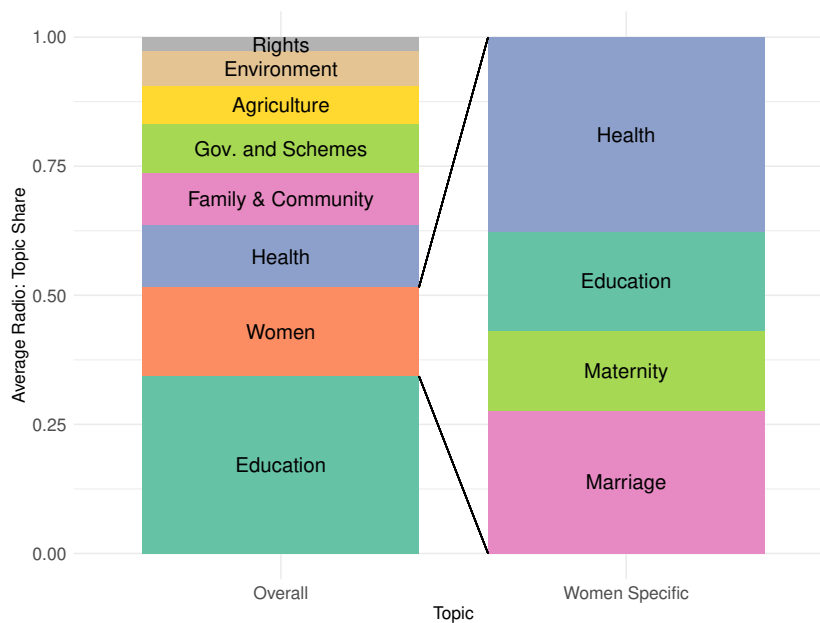 1.00
0.75
0.50
0.25
0.00
Average Radio: Topic Share
Rights
Environment
Agriculture
Gov. and Schemes
Family & Community
Health
Women
Education
Health
Education
Maternity
Marriage
Overall
Women Specific
Topic